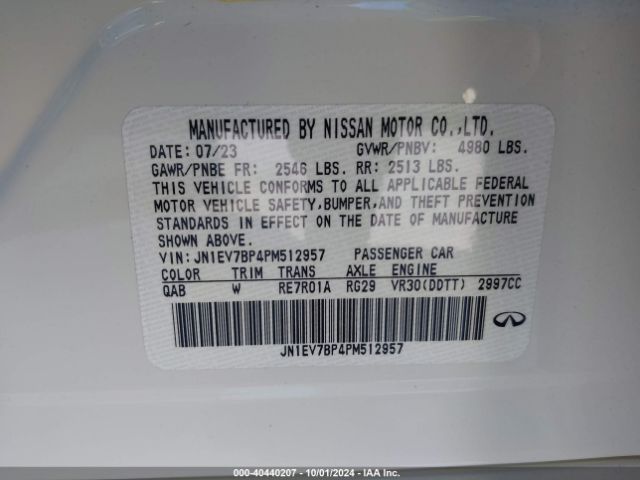 MANUFACTURED BY NISSAN MOTOR CO.,LTD.
DATE: 07/23 GVWR/PNBV: 4980 LBS.
GAWR/PNBE FR: 2546 LBS. RR: 2513 LBS.
THIS VEHICLE CONFORMS TO ALL APPLICABLE FEDERAL
MOTOR VEHICLE SAFETY,BUMPER,AND THEFT PREVENTION
STANDARDS IN EFFECT ON THE DATE OF MANUFACTURE
SHOWN ABOVE.
VIN: JN1EV7BP4PM512957 PASSENGER CAR
COLOR TRIM TRANS AXLE ENGINE
QAB W RE7R01A RG29 VR30(DDTT) 2997CC
JN1EV7BP4PM512957
000-40440207 - 10/01/2024 - IAA Inc.